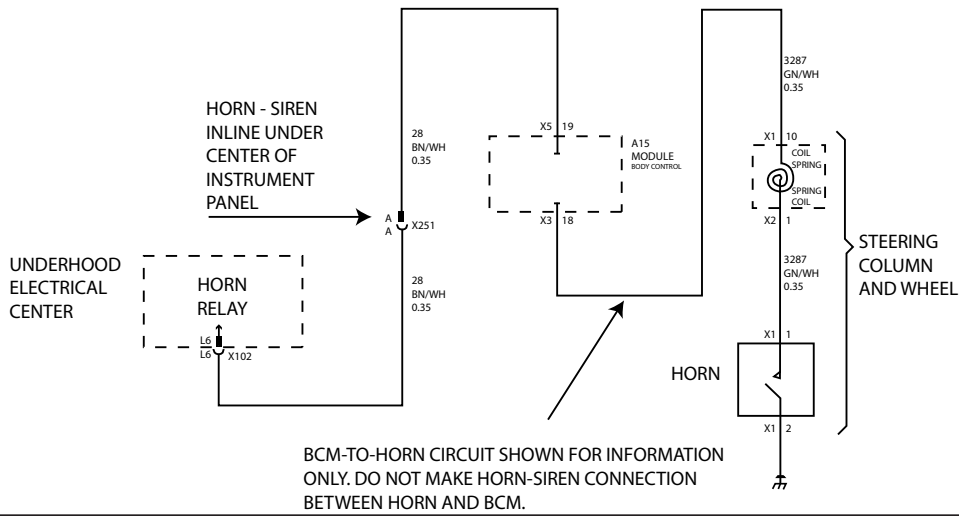 HORN - SIREN
INLINE UNDER
CENTER OF
INSTRUMENT
PANEL
28
BN/WH
0.35
A
A
X251
28
BN/WH
0.35
UNDERHOOD
ELECTRICAL
CENTER
HORN
RELAY
L6
L6
X102
X5 19
A15
MODULE
BODY CONTROL
X3 18
3287
GN/WH
0.35
X1 10
COIL
SPRING
SPRING
COIL
X2 1
3287
GN/WH
0.35
X1 1
HORN
X1 2
STEERING
COLUMN
AND WHEEL
BCM-TO-HORN CIRCUIT SHOWN FOR INFORMATION
ONLY. DO NOT MAKE HORN-SIREN CONNECTION
BETWEEN HORN AND BCM.